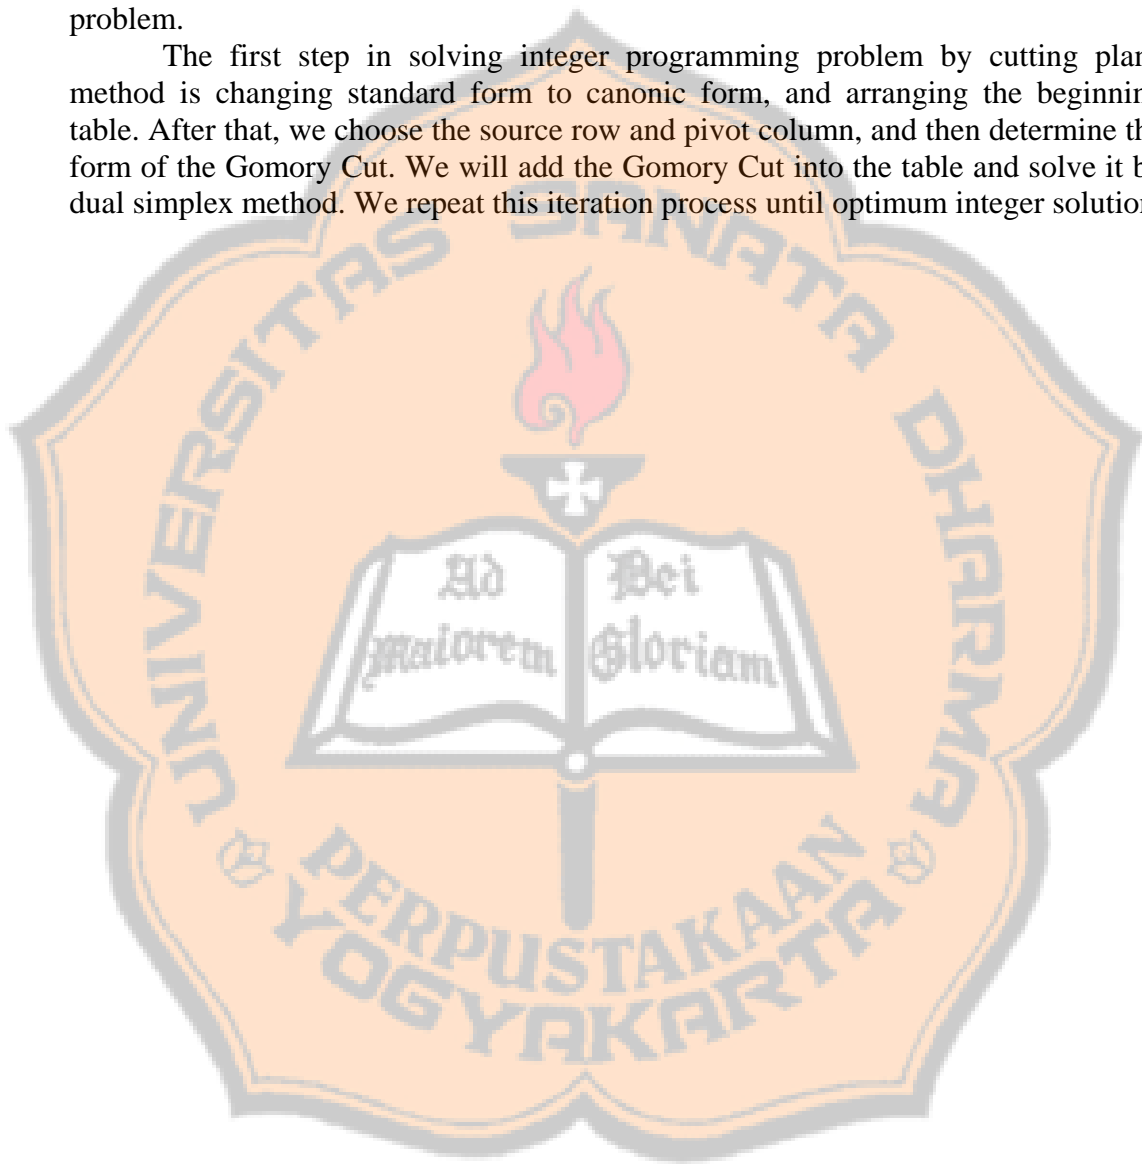 problem.
The first step in solving integer programming problem by cutting plan
method is changing standard form to canonic form, and arranging the beginnin
table. After that, we choose the source row and pivot column, and then determine th
form of the Gomory Cut. We will add the Gomory Cut into the table and solve it b
dual simplex method. We repeat this iteration process until optimum integer solution
UNIVERSITAS SANATA DHARMA
Ad Dei
maiorem Gloriam
PERPUSTAKAAN
YOGYAKARTA